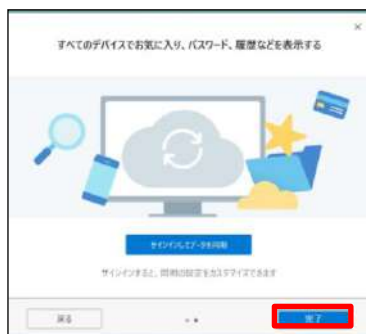 すべてのデバイスでお気に入り、パスワード、履歴などを表示する
サインインしてデータを同期
サインインすると、同期の設定をカスタマイズできます
戻る
完了